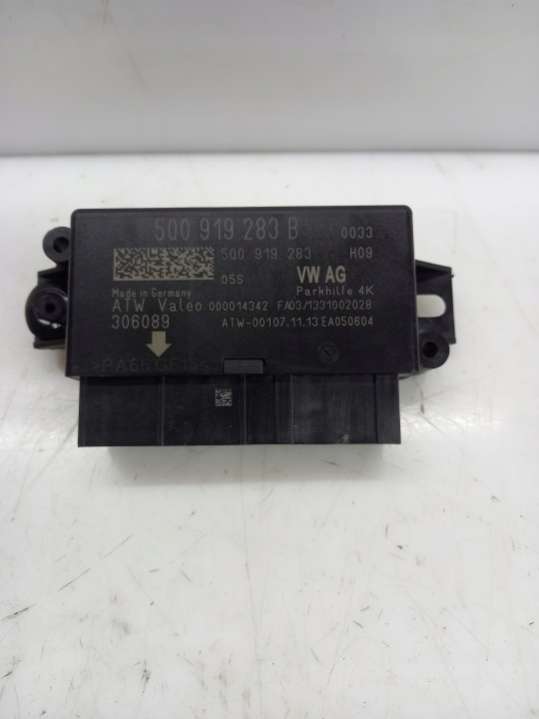 5Q0 919 283 B 0033
5Q0 919 283 H09
05S VW AG
Made in Germany Parkhilfe 4K
ATW Valeo 000014342 FA03/1331002028
306089 ATW-00107.11.13 EA050604